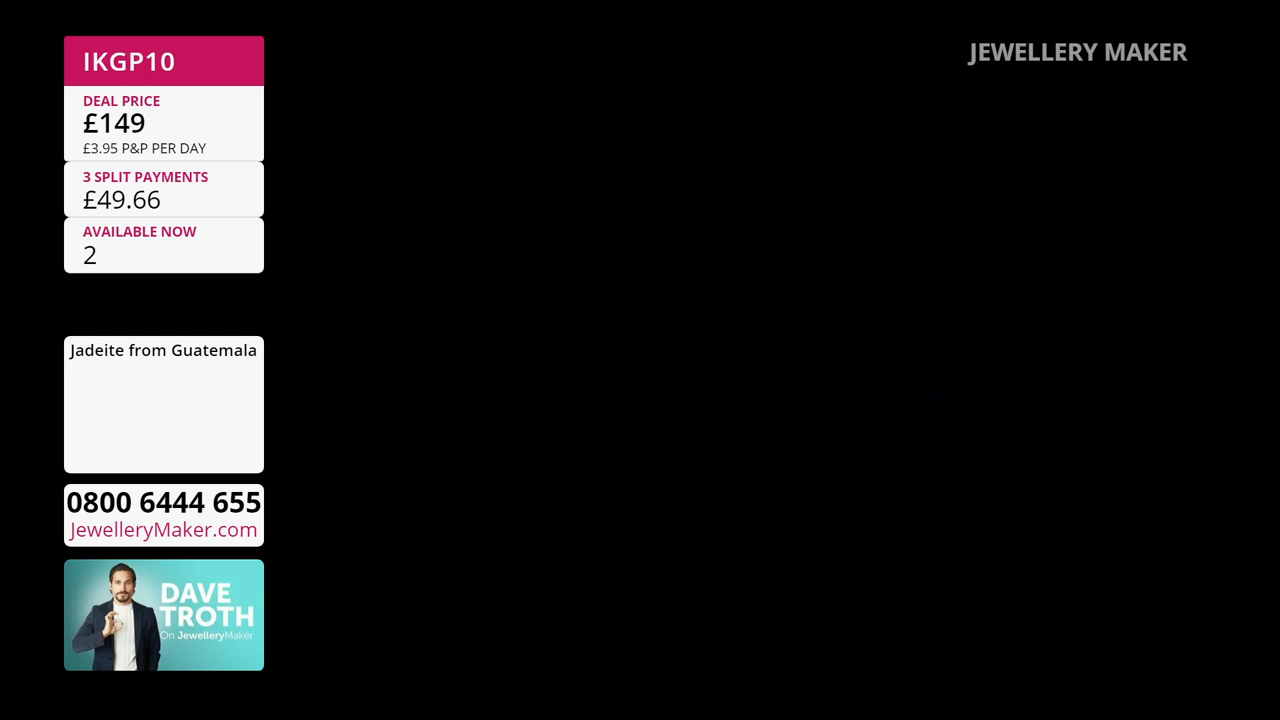 IKGP10
DEAL PRICE
£149
£3.95 P&P PER DAY
3 SPLIT PAYMENTS
£49.66
AVAILABLE NOW
2
Jadeite from Guatemala
0800 6444 655
JewelleryMaker.com
DAVE
TROTH
On JewelleryMaker
JEWELLERY MAKER